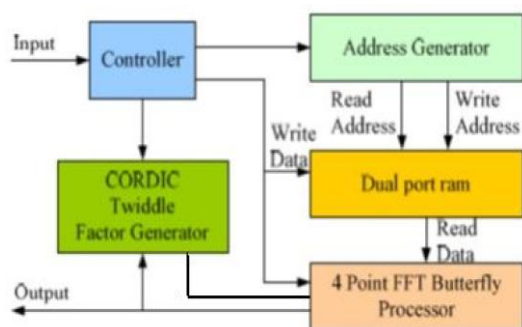 Input
Controller
Address Generator
Read
Address
Write
Address
Write
Data
CORDIC
Twiddle
Factor Generator
Dual port ram
Read
Data
Output
4 Point FFT Butterfly
Processor